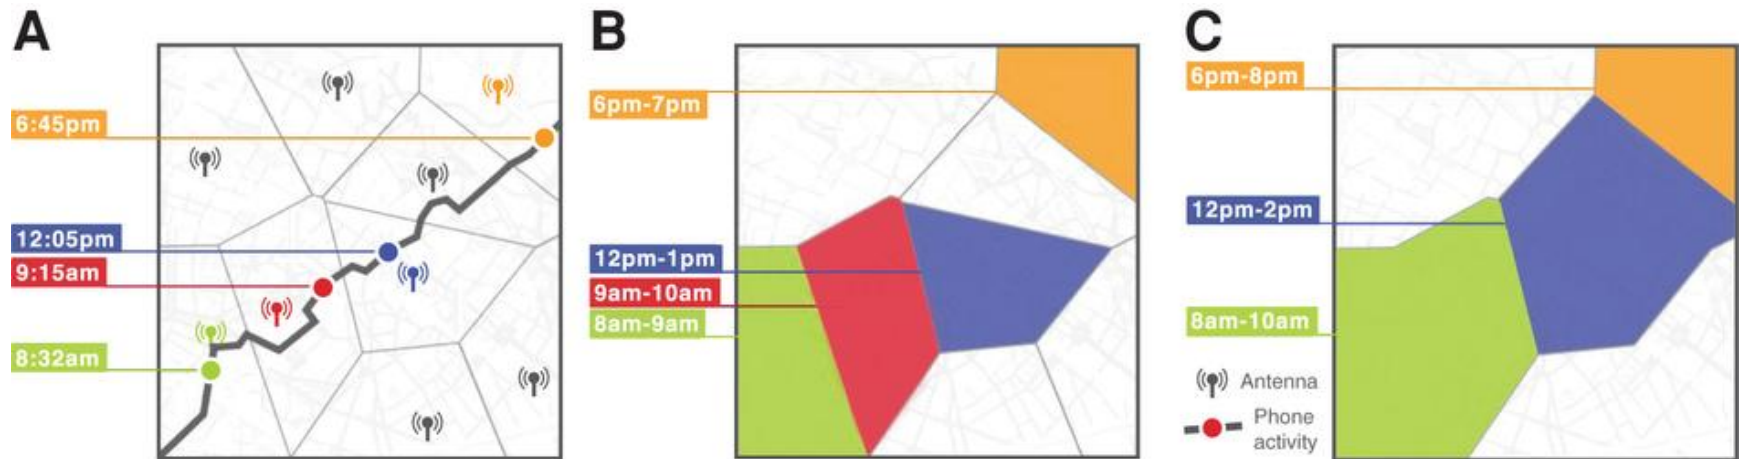 A
6:45pm
12:05pm
9:15am
8:32am
B
6pm-7pm
12pm-1pm
9am-10am
8am-9am
C
6pm-8pm
12pm-2pm
8am-10am
Antenna
Phone
activity